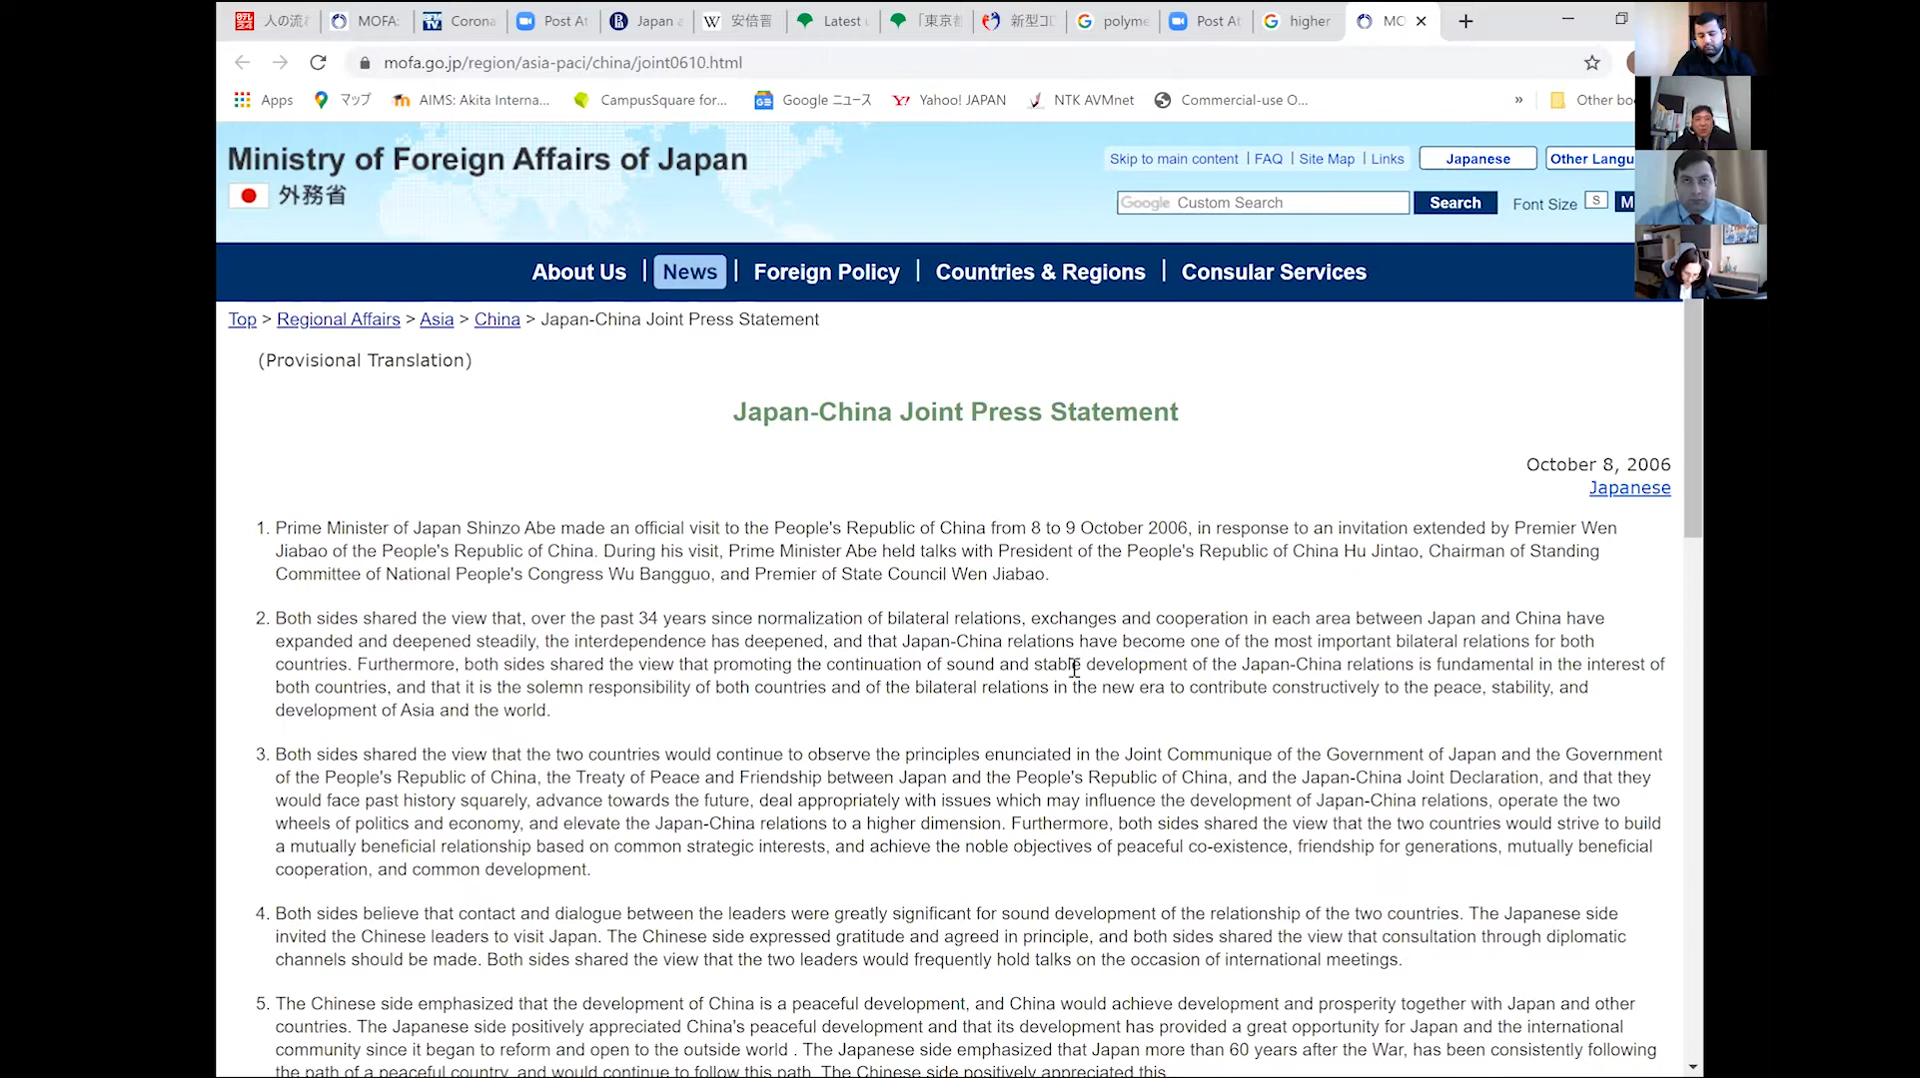 人の流れ
MOFA:
Corona
Post At
Japan a
安倍晋
Latest u
「東京都
新型コロ
polyme
Post At
higher
MO
mofa.go.jp/region/asia-paci/china/joint0610.html
Apps
マップ
AIMS: Akita Interna...
CampusSquare for...
Google ニュース
Yahoo! JAPAN
NTK AVMnet
Commercial-use O...
»
Other boo
Ministry of Foreign Affairs of Japan
外務省
Skip to main content | FAQ | Site Map | Links
Japanese
Other Langu
Google Custom Search
Search
Font Size
S
M
About Us | News | Foreign Policy | Countries & Regions | Consular Services
Top > Regional Affairs > Asia > China > Japan-China Joint Press Statement
(Provisional Translation)
Japan-China Joint Press Statement
October 8, 2006
Japanese
1. Prime Minister of Japan Shinzo Abe made an official visit to the People's Republic of China from 8 to 9 October 2006, in response to an invitation extended by Premier Wen
Jiabao of the People's Republic of China. During his visit, Prime Minister Abe held talks with President of the People's Republic of China Hu Jintao, Chairman of Standing
Committee of National People's Congress Wu Bangguo, and Premier of State Council Wen Jiabao.
2. Both sides shared the view that, over the past 34 years since normalization of bilateral relations, exchanges and cooperation in each area between Japan and China have
expanded and deepened steadily, the interdependence has deepened, and that Japan-China relations have become one of the most important bilateral relations for both
countries. Furthermore, both sides shared the view that promoting the continuation of sound and stable development of the Japan-China relations is fundamental in the interest of
both countries, and that it is the solemn responsibility of both countries and of the bilateral relations in the new era to contribute constructively to the peace, stability, and
development of Asia and the world.
3. Both sides shared the view that the two countries would continue to observe the principles enunciated in the Joint Communique of the Government of Japan and the Government
of the People's Republic of China, the Treaty of Peace and Friendship between Japan and the People's Republic of China, and the Japan-China Joint Declaration, and that they
would face past history squarely, advance towards the future, deal appropriately with issues which may influence the development of Japan-China relations, operate the two
wheels of politics and economy, and elevate the Japan-China relations to a higher dimension. Furthermore, both sides shared the view that the two countries would strive to build
a mutually beneficial relationship based on common strategic interests, and achieve the noble objectives of peaceful co-existence, friendship for generations, mutually beneficial
cooperation, and common development.
4. Both sides believe that contact and dialogue between the leaders were greatly significant for sound development of the relationship of the two countries. The Japanese side
invited the Chinese leaders to visit Japan. The Chinese side expressed gratitude and agreed in principle, and both sides shared the view that consultation through diplomatic
channels should be made. Both sides shared the view that the two leaders would frequently hold talks on the occasion of international meetings.
5. The Chinese side emphasized that the development of China is a peaceful development, and China would achieve development and prosperity together with Japan and other
countries. The Japanese side positively appreciated China's peaceful development and that its development has provided a great opportunity for Japan and the international
community since it began to reform and open to the outside world . The Japanese side emphasized that Japan more than 60 years after the War, has been consistently following
the path of a peaceful country, and would continue to follow this path. The Chinese side positively appreciated this.